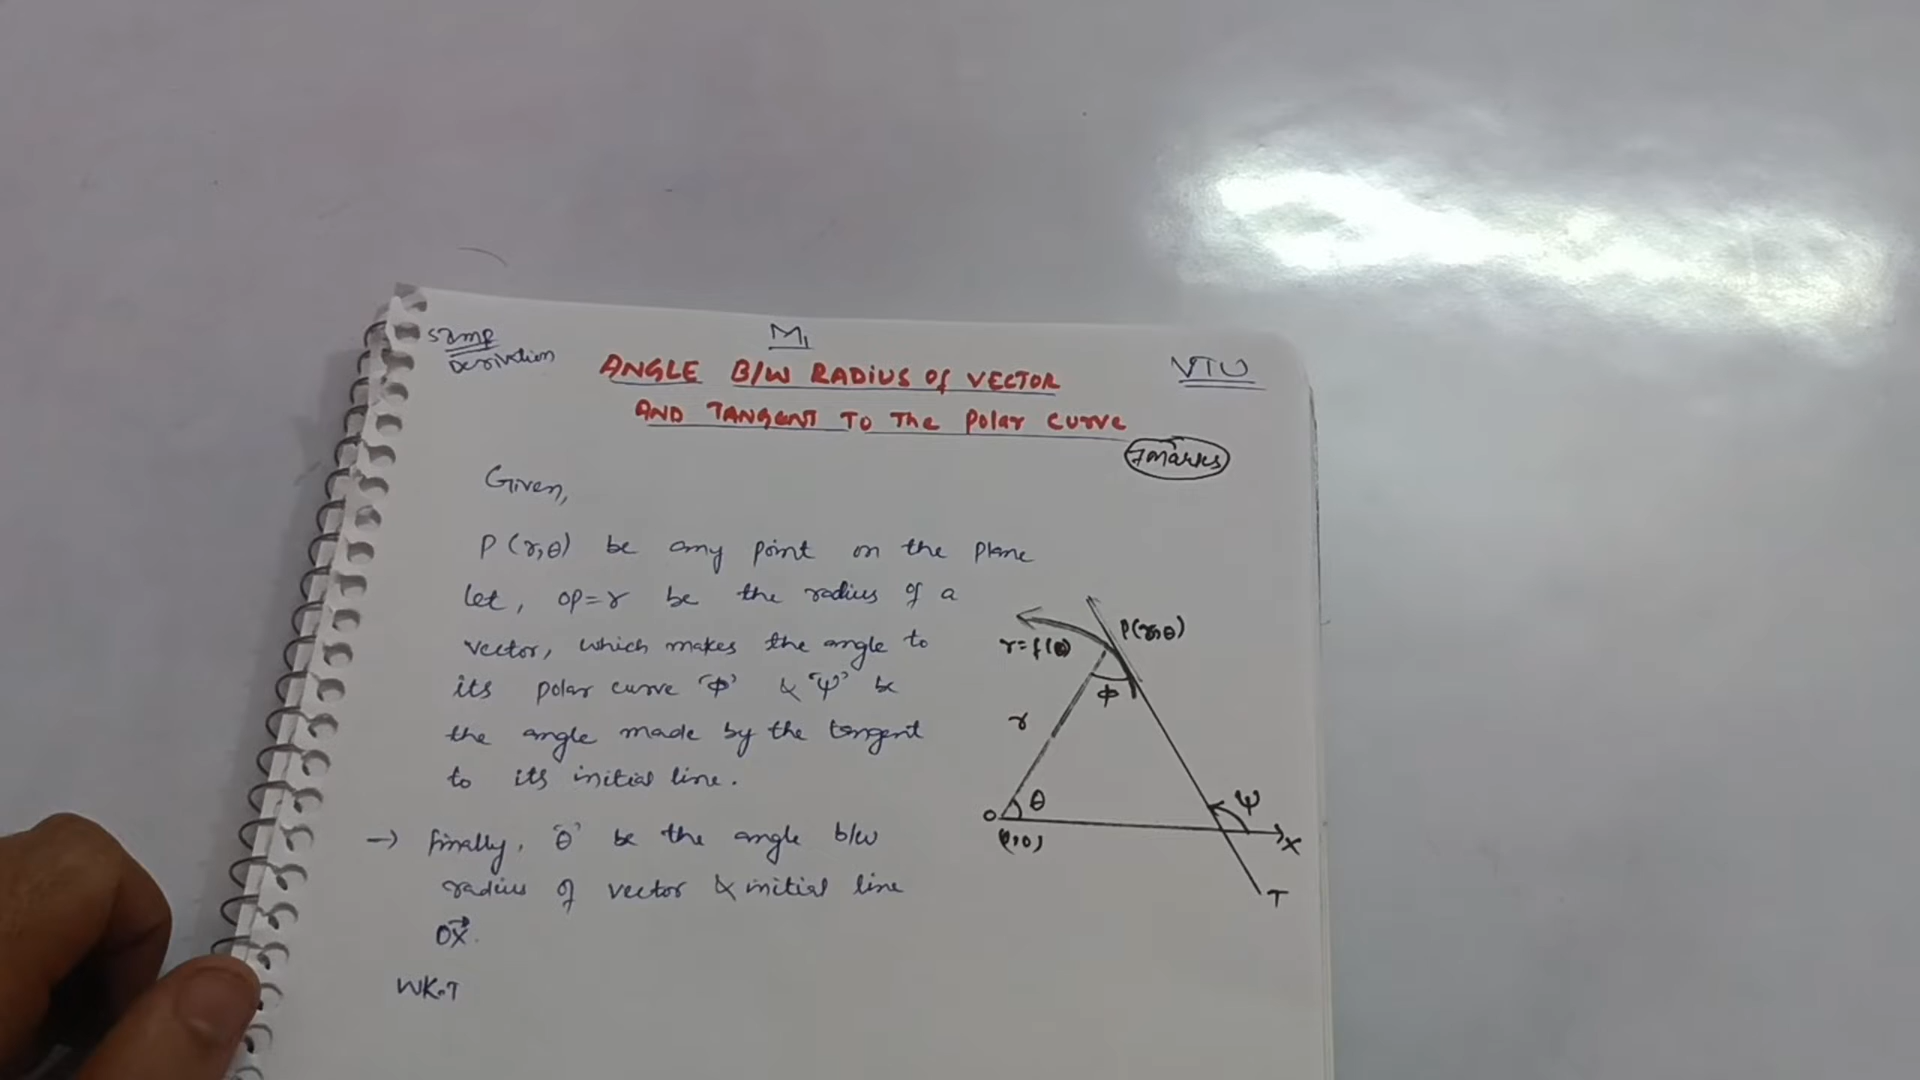 M1
VTU
Derivation
ANGLE B/W RADIUS Of VECTOR
AND TANGENT TO The Polar Curve
7marks
Given,
P(r,θ) be any point on the plane
let, OP=r be the radius of a
vector, which makes the angle to
its polar curve 'ϕ' & 'ψ' be
the angle made by the tangent
to its initial line.
→ finally, 'θ' be the angle b/w
radius of vector & initial line
OX⃗.
WK.T
P(r,θ)
r=f(θ)
ϕ
r
θ
ψ
O
(0,0)
X
T